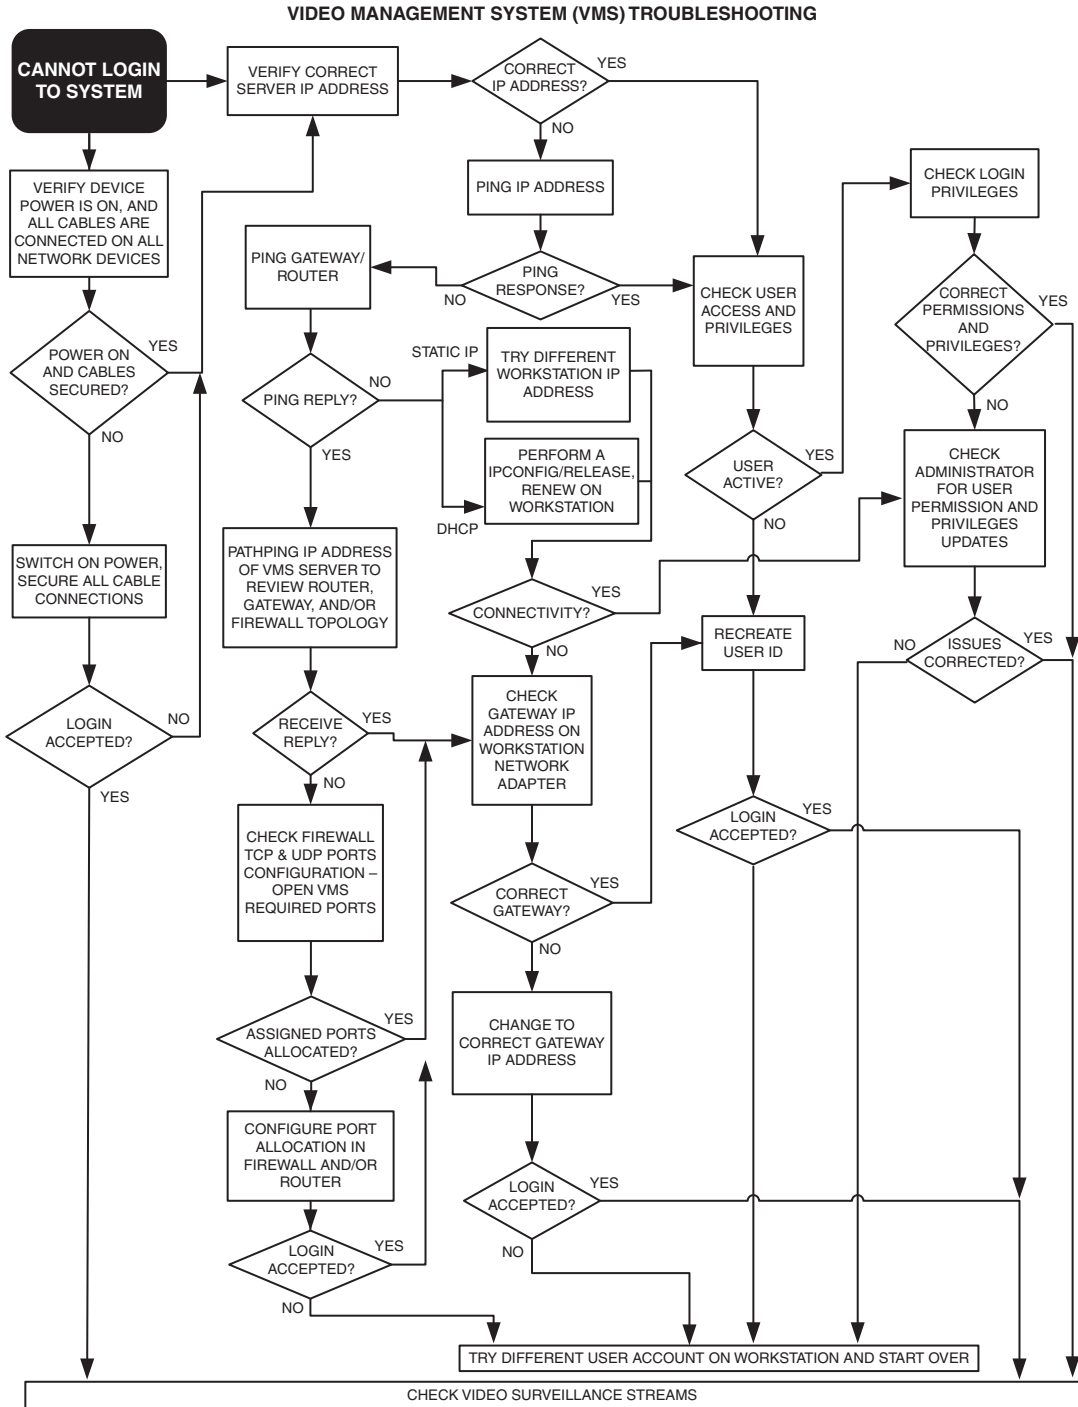 VIDEO MANAGEMENT SYSTEM (VMS) TROUBLESHOOTING
CANNOT LOGIN
TO SYSTEM
VERIFY CORRECT
SERVER IP ADDRESS
CORRECT
IP ADDRESS?
YES
NO
VERIFY DEVICE
POWER IS ON, AND
ALL CABLES ARE
CONNECTED ON ALL
NETWORK DEVICES
PING IP ADDRESS
CHECK LOGIN
PRIVILEGES
PING GATEWAY/
ROUTER
PING
RESPONSE?
NO
YES
CHECK USER
ACCESS AND
PRIVILEGES
CORRECT
PERMISSIONS
AND
PRIVILEGES?
YES
NO
POWER ON
AND CABLES
SECURED?
YES
NO
PING REPLY?
NO
YES
STATIC IP
TRY DIFFERENT
WORKSTATION IP
ADDRESS
PERFORM A
IPCONFIG/RELEASE,
RENEW ON
WORKSTATION
DHCP
USER
ACTIVE?
YES
NO
CHECK
ADMINISTRATOR
FOR USER
PERMISSION AND
PRIVILEGES
UPDATES
SWITCH ON POWER,
SECURE ALL CABLE
CONNECTIONS
PATHPING IP ADDRESS
OF VMS SERVER TO
REVIEW ROUTER,
GATEWAY, AND/OR
FIREWALL TOPOLOGY
CONNECTIVITY?
YES
NO
RECREATE
USER ID
NO
ISSUES
CORRECTED?
YES
LOGIN
ACCEPTED?
NO
YES
RECEIVE
REPLY?
YES
NO
CHECK
GATEWAY IP
ADDRESS ON
WORKSTATION
NETWORK
ADAPTER
CHECK FIREWALL
TCP & UDP PORTS
CONFIGURATION –
OPEN VMS
REQUIRED PORTS
LOGIN
ACCEPTED?
YES
CORRECT
GATEWAY?
YES
NO
ASSIGNED PORTS
ALLOCATED?
YES
NO
CHANGE TO
CORRECT GATEWAY
IP ADDRESS
CONFIGURE PORT
ALLOCATION IN
FIREWALL AND/OR
ROUTER
LOGIN
ACCEPTED?
YES
NO
LOGIN
ACCEPTED?
YES
NO
TRY DIFFERENT USER ACCOUNT ON WORKSTATION AND START OVER
CHECK VIDEO SURVEILLANCE STREAMS